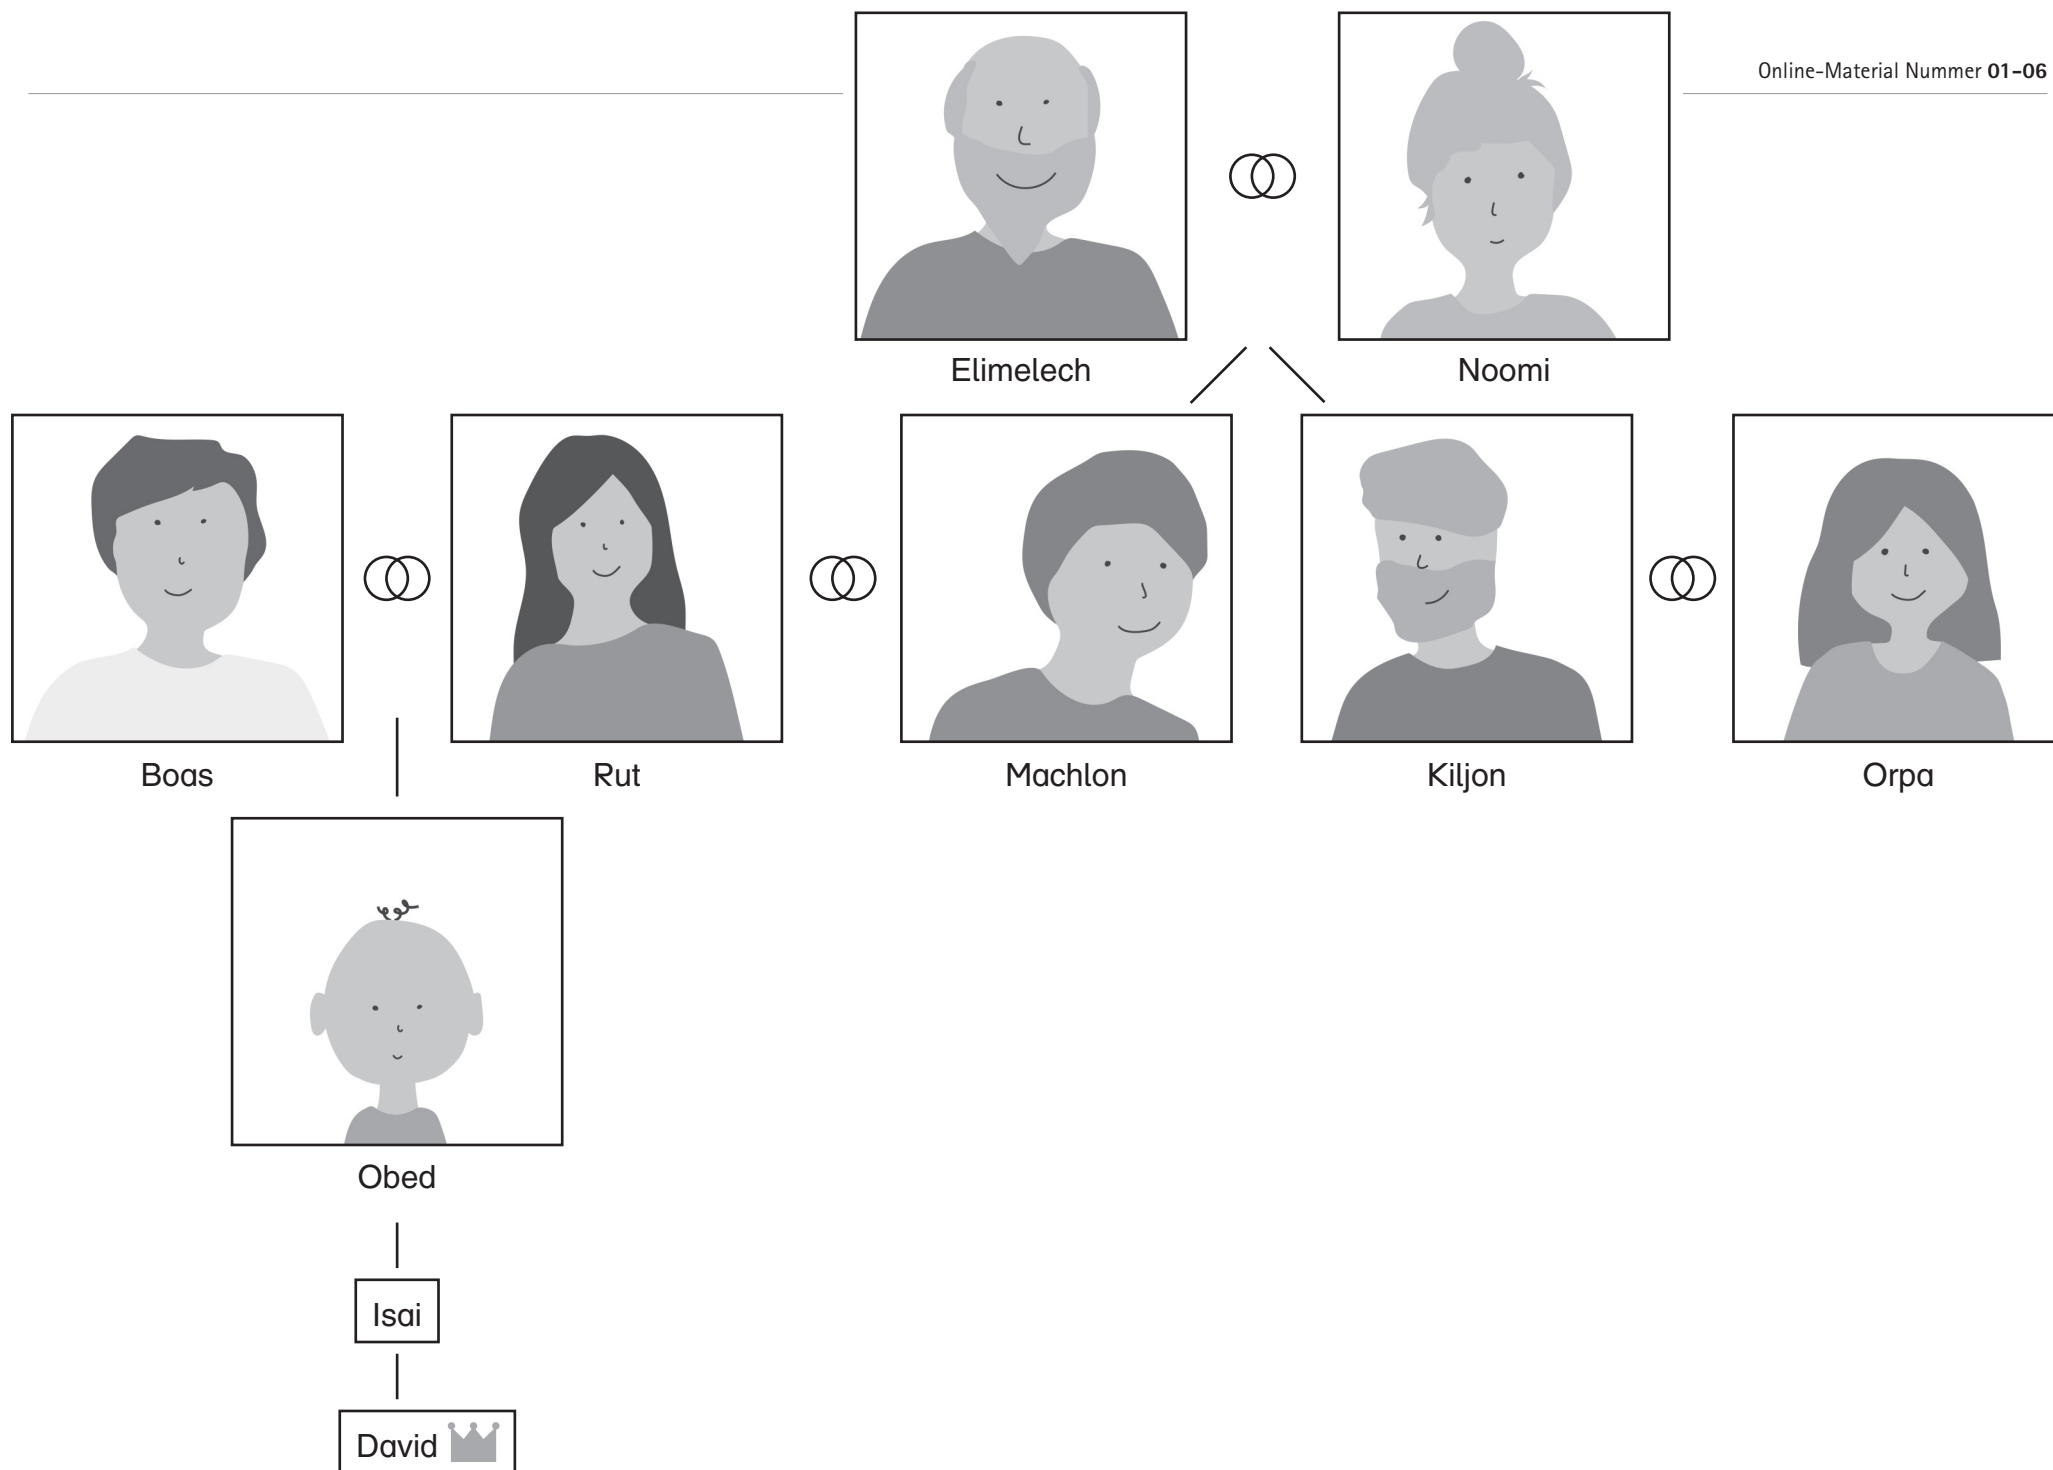 Online-Material Nummer 01-06
Elimelech
Noomi
Boas
Rut
Machlon
Kiljon
Orpa
Obed
Isai
David